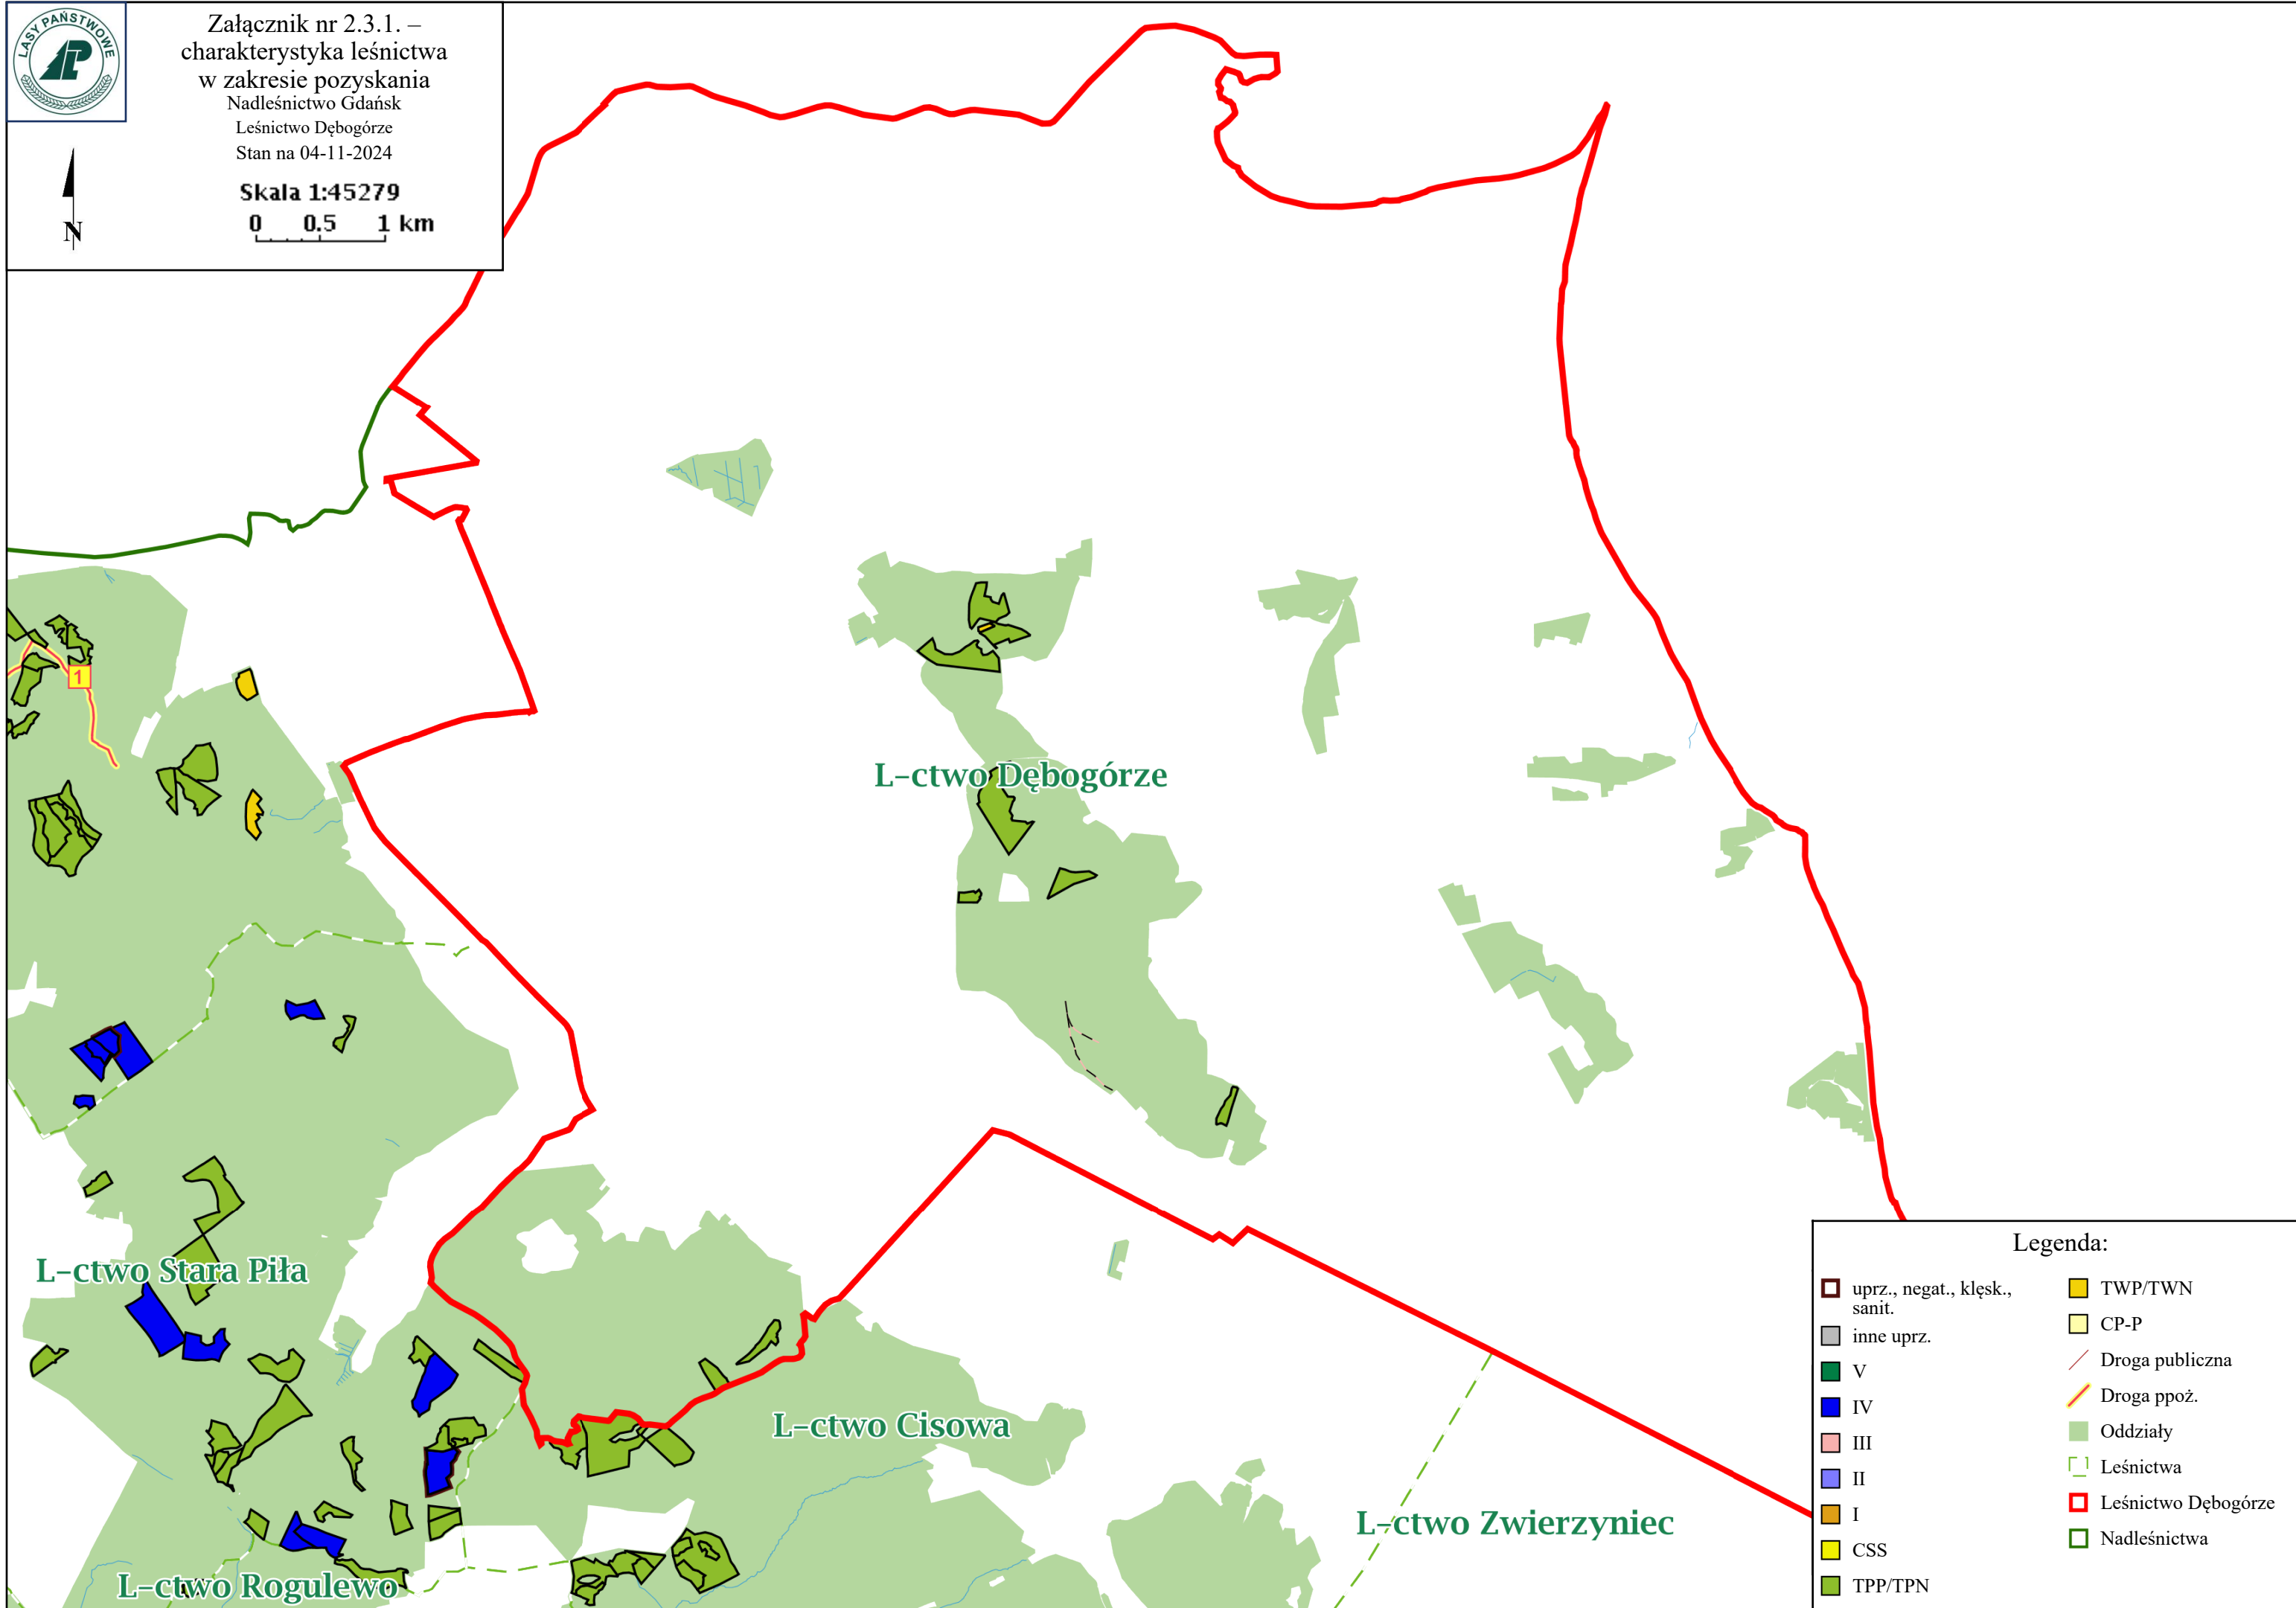 LASY PAŃSTWOWE
Załącznik nr 2.3.1. –
charakterystyka leśnictwa
w zakresie pozyskania
Nadleśnictwo Gdańsk
Leśnictwo Dębogórze
Stan na 04-11-2024
Skala 1:45279
0 0.5 1 km
N
1
L-ctwo Dębogórze
L-ctwo Stara Piła
L-ctwo Cisowa
L-ctwo Zwierzyniec
L-ctwo Rogulewo
Legenda:
uprz., negat., klęsk.,
sanit.
inne uprz.
V
IV
III
II
I
CSS
TPP/TPN
TWP/TWN
CP-P
Droga publiczna
Droga ppoż.
Oddziały
Leśnictwa
Leśnictwo Dębogórze
Nadleśnictwa